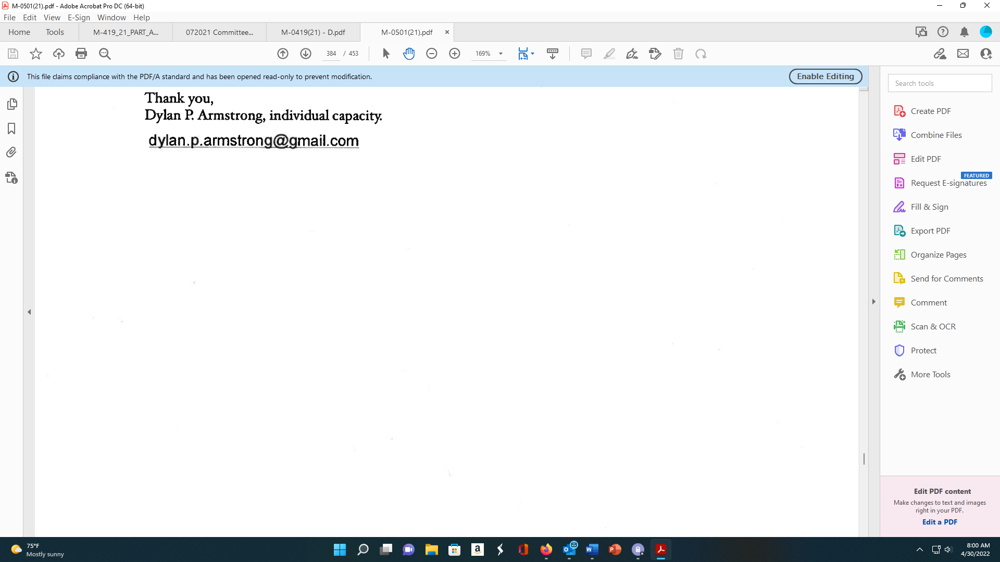 M-0501(21).pdf - Adobe Acrobat Pro DC (64-bit)
File Edit View E-Sign Window Help
Home Tools M-419_21_PART_A... 072021 Committee... M-0419(21) - D.pdf M-0501(21).pdf
384 / 453 169%
This file claims compliance with the PDF/A standard and has been opened read-only to prevent modification. Enable Editing
Thank you,
Dylan P. Armstrong, individual capacity.
dylan.p.armstrong@gmail.com
Search tools
Create PDF
Combine Files
Edit PDF
FEATURED
Request E-signatures
Fill & Sign
Export PDF
Organize Pages
Send for Comments
Comment
Scan & OCR
Protect
More Tools
Edit PDF content
Make changes to text and images
right in your PDF.
Edit a PDF
75°F
Mostly sunny
8:00 AM
4/30/2022